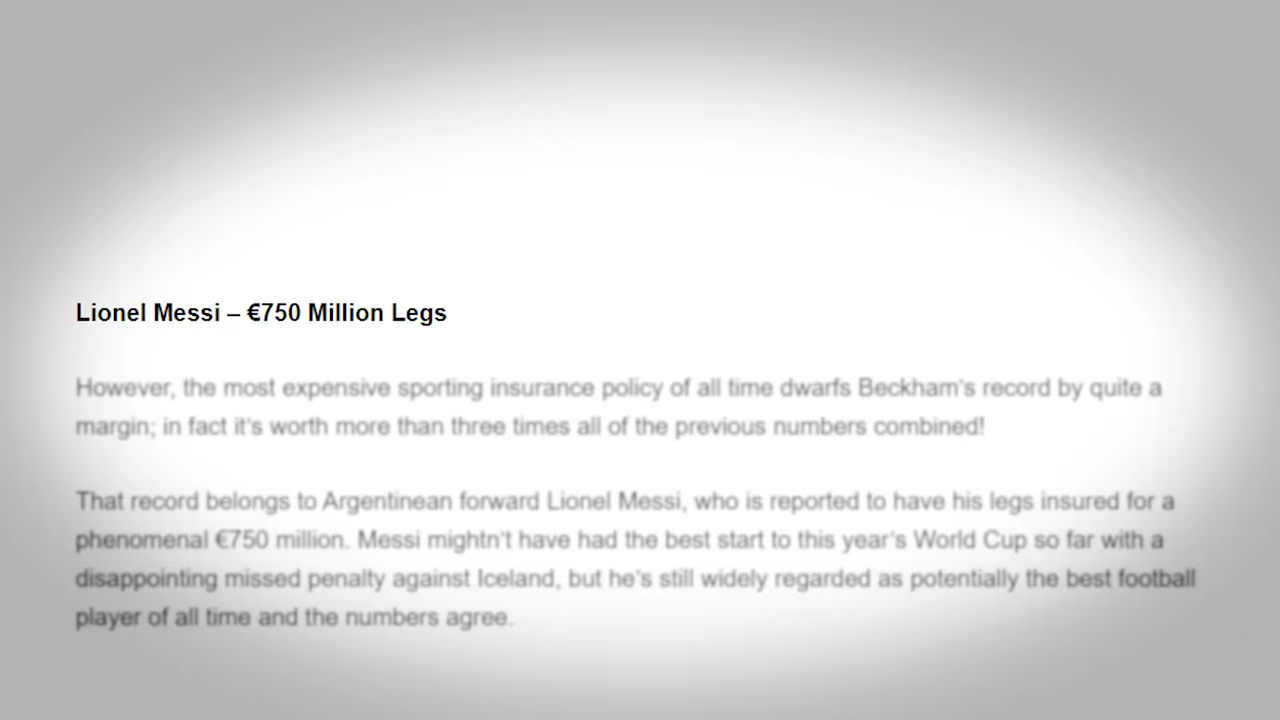 Lionel Messi – €750 Million Legs
However, the most expensive sporting insurance policy of all time dwarfs Beckham's record by quite a
margin; in fact it's worth more than three times all of the previous numbers combined!
That record belongs to Argentinean forward Lionel Messi, who is reported to have his legs insured for a
phenomenal €750 million. Messi mightn't have had the best start to this year's World Cup so far with a
disappointing missed penalty against Iceland, but he's still widely regarded as potentially the best football
player of all time and the numbers agree.